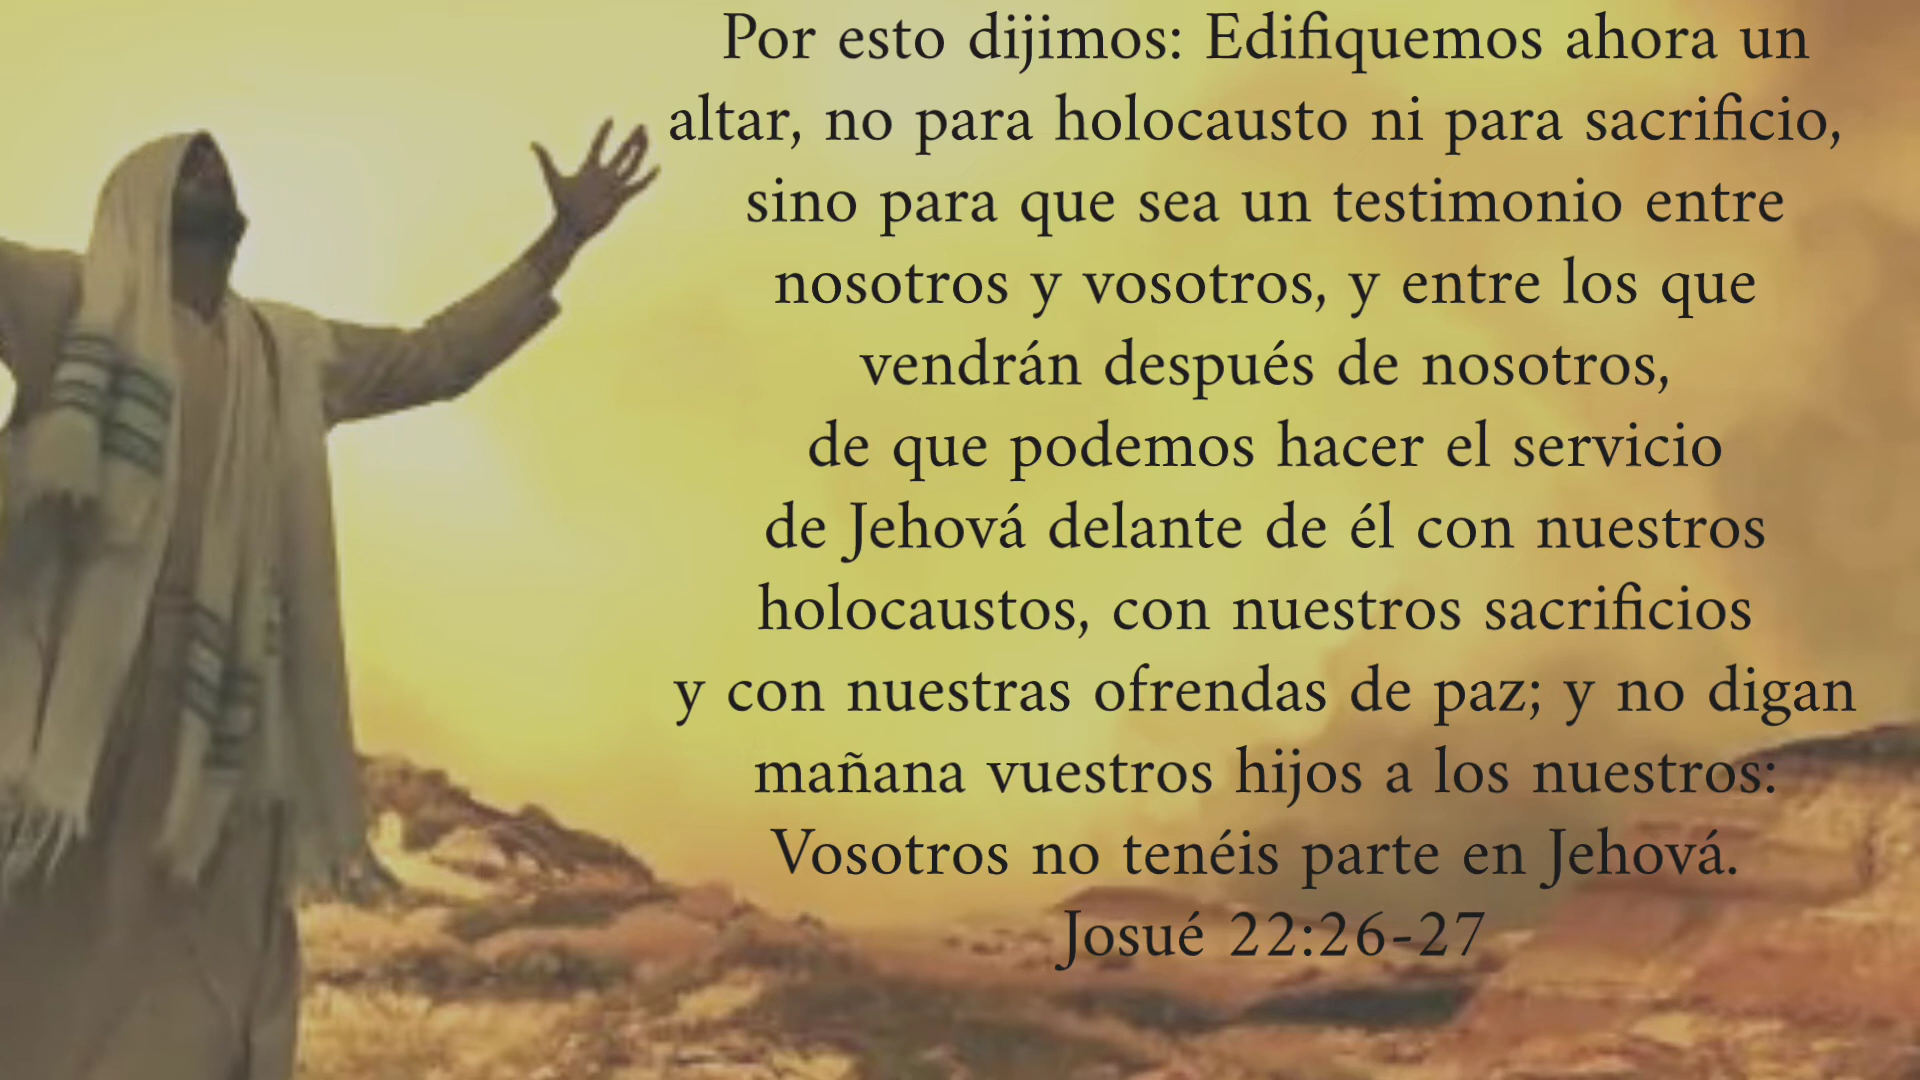 Por esto dijimos: Edifiquemos ahora un
altar, no para holocausto ni para sacrificio,
sino para que sea un testimonio entre
nosotros y vosotros, y entre los que
vendrán después de nosotros,
de que podemos hacer el servicio
de Jehová delante de él con nuestros
holocaustos, con nuestros sacrificios
y con nuestras ofrendas de paz; y no digan
mañana vuestros hijos a los nuestros:
Vosotros no tenéis parte en Jehová.
Josué 22:26-27